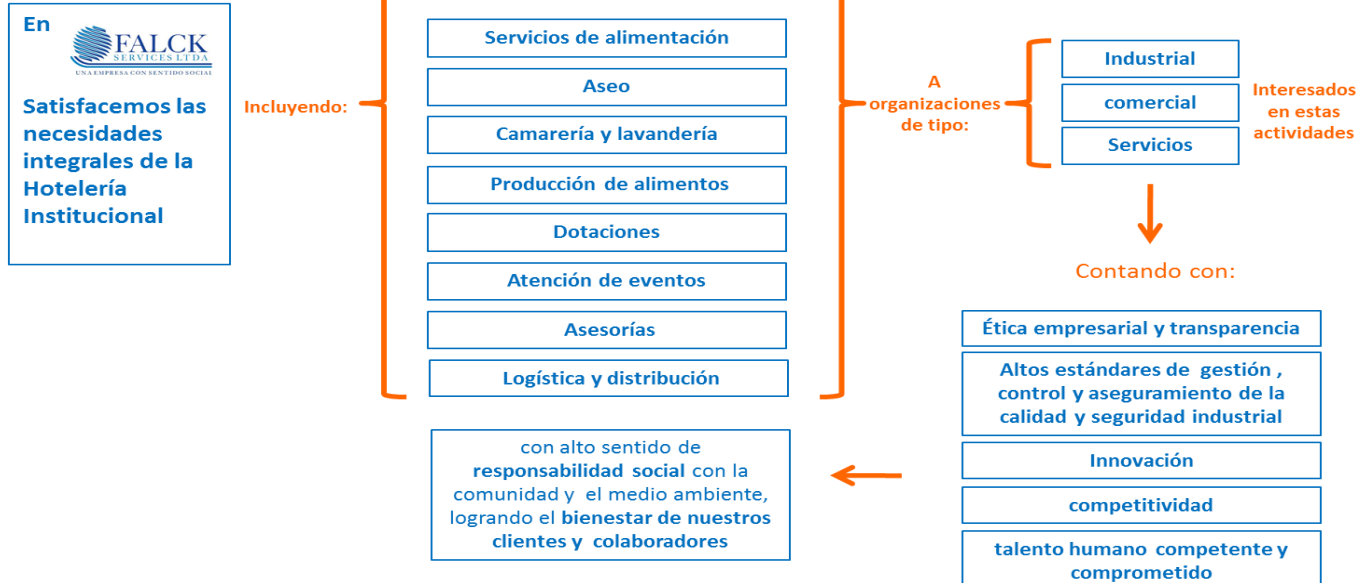 En
FALCK
SERVICES LTDA
UNA EMPRESA CON SENTIDO SOCIAL
Satisfacemos las
necesidades
integrales de la
Hotelería
Institucional
Incluyendo:
Servicios de alimentación
Aseo
Camarería y lavandería
Producción de alimentos
Dotaciones
Atención de eventos
Asesorías
Logística y distribución
A
organizaciones
de tipo:
Industrial
comercial
Servicios
Interesados
en estas
actividades
Contando con:
Ética empresarial y transparencia
Altos estándares de gestión ,
control y aseguramiento de la
calidad y seguridad industrial
Innovación
competitividad
talento humano competente y
comprometido
con alto sentido de
responsabilidad social con la
comunidad y el medio ambiente,
logrando el bienestar de nuestros
clientes y colaboradores